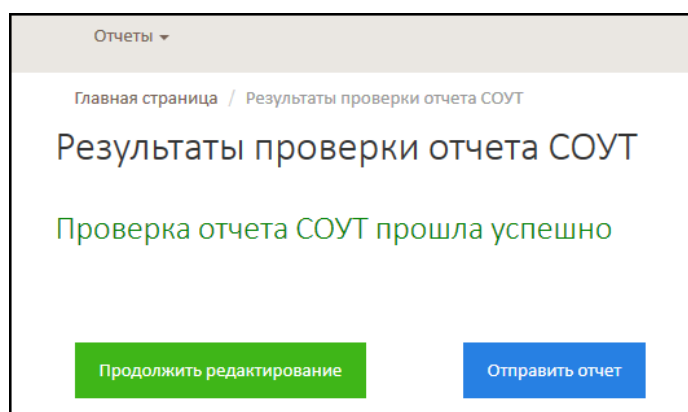 Отчеты
Главная страница / Результаты проверки отчета СОУТ
Результаты проверки отчета СОУТ
Проверка отчета СОУТ прошла успешно
Продолжить редактирование
Отправить отчет